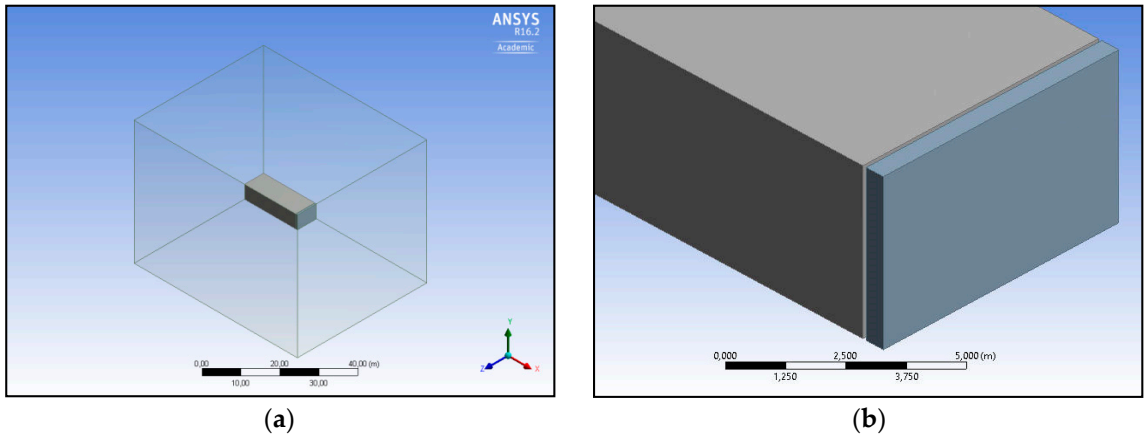 ANSYS
R16.2
Academic
Y
Z
X
0,00
20,00
40,00 (m)
10,00
30,00
0,000
2,500
5,000 (m)
1,250
3,750
(a)
(b)